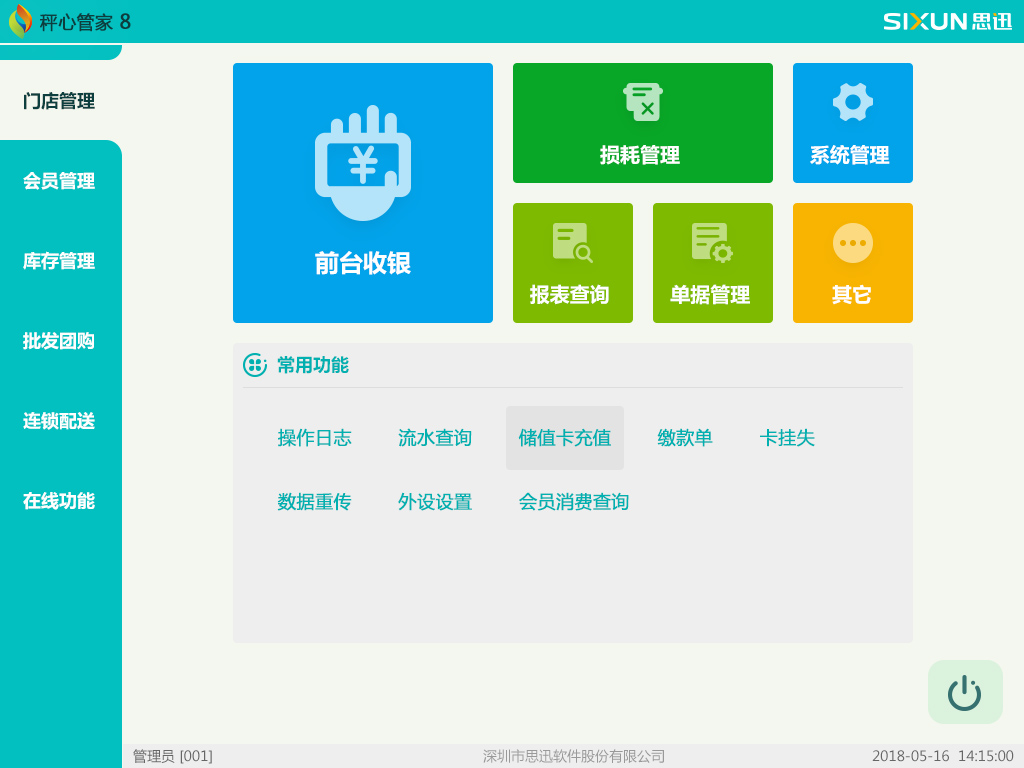 秤心管家 8
SIXUN思迅
门店管理
会员管理
库存管理
批发团购
连锁配送
在线功能
前台收银
损耗管理
系统管理
报表查询
单据管理
其它
常用功能
操作日志 流水查询 储值卡充值 缴款单 卡挂失
数据重传 外设设置 会员消费查询
管理员 [001]
深圳市思迅软件股份有限公司
2018-05-16 14:15:00